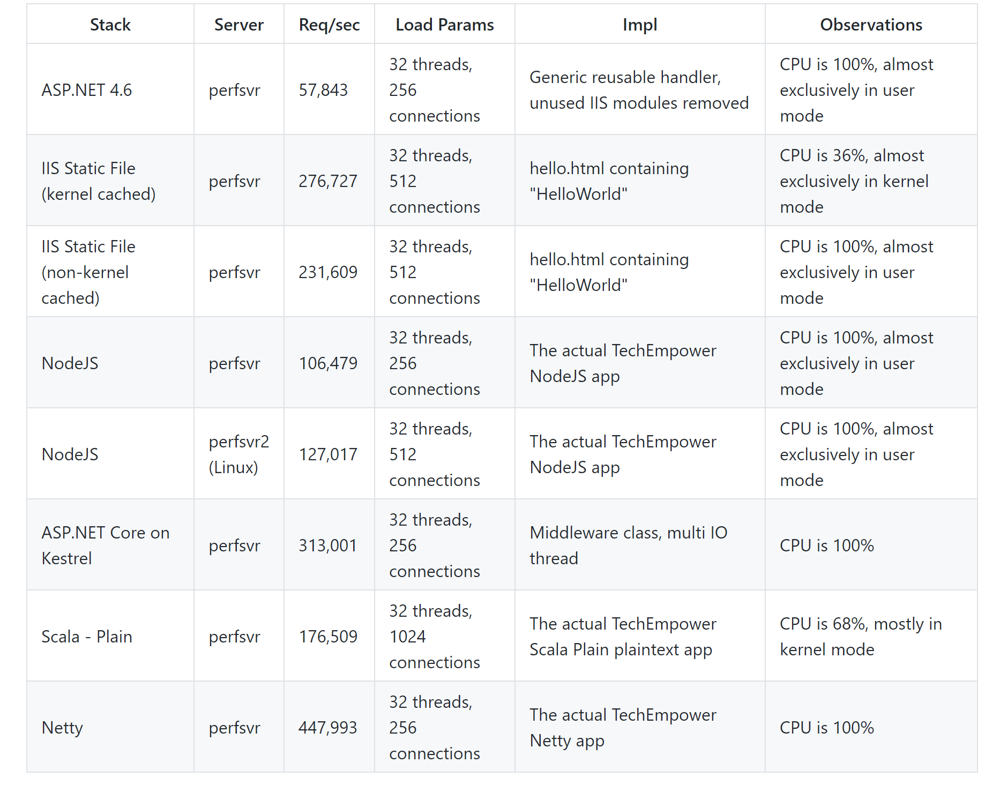 Stack Server Req/sec Load Params Impl Observations
ASP.NET 4.6
perfsvr
57,843
32 threads,
256
connections
Generic reusable handler,
unused IIS modules removed
CPU is 100%, almost
exclusively in user
mode
IIS Static File
(kernel cached)
perfsvr
276,727
32 threads,
512
connections
hello.html containing
"HelloWorld"
CPU is 36%, almost
exclusively in kernel
mode
IIS Static File
(non-kernel
cached)
perfsvr
231,609
32 threads,
512
connections
hello.html containing
"HelloWorld"
CPU is 100%, almost
exclusively in user
mode
NodeJS
perfsvr
106,479
32 threads,
256
connections
The actual TechEmpower
NodeJS app
CPU is 100%, almost
exclusively in user
mode
NodeJS
perfsvr2
(Linux)
127,017
32 threads,
512
connections
The actual TechEmpower
NodeJS app
CPU is 100%, almost
exclusively in user
mode
ASP.NET Core on
Kestrel
perfsvr
313,001
32 threads,
256
connections
Middleware class, multi IO
thread
CPU is 100%
Scala - Plain
perfsvr
176,509
32 threads,
1024
connections
The actual TechEmpower
Scala Plain plaintext app
CPU is 68%, mostly in
kernel mode
Netty
perfsvr
447,993
32 threads,
256
connections
The actual TechEmpower
Netty app
CPU is 100%